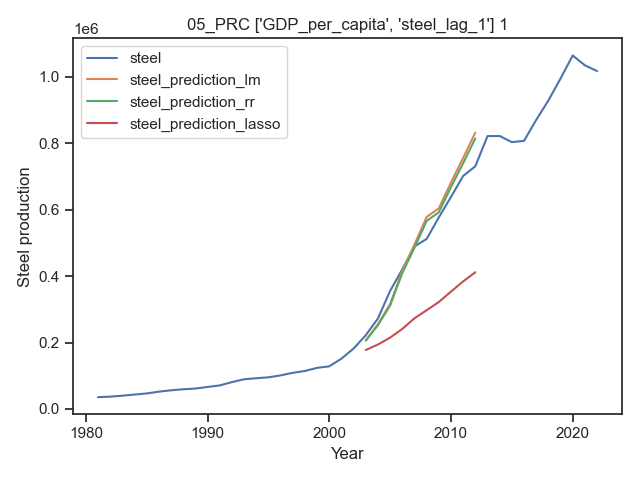 05_PRC ['GDP_per_capita', 'steel_lag_1'] 1
1e6
steel
steel_prediction_lm
steel_prediction_rr
steel_prediction_lasso
Steel production
1.0
0.8
0.6
0.4
0.2
0.0
1980
1990
2000
2010
2020
Year